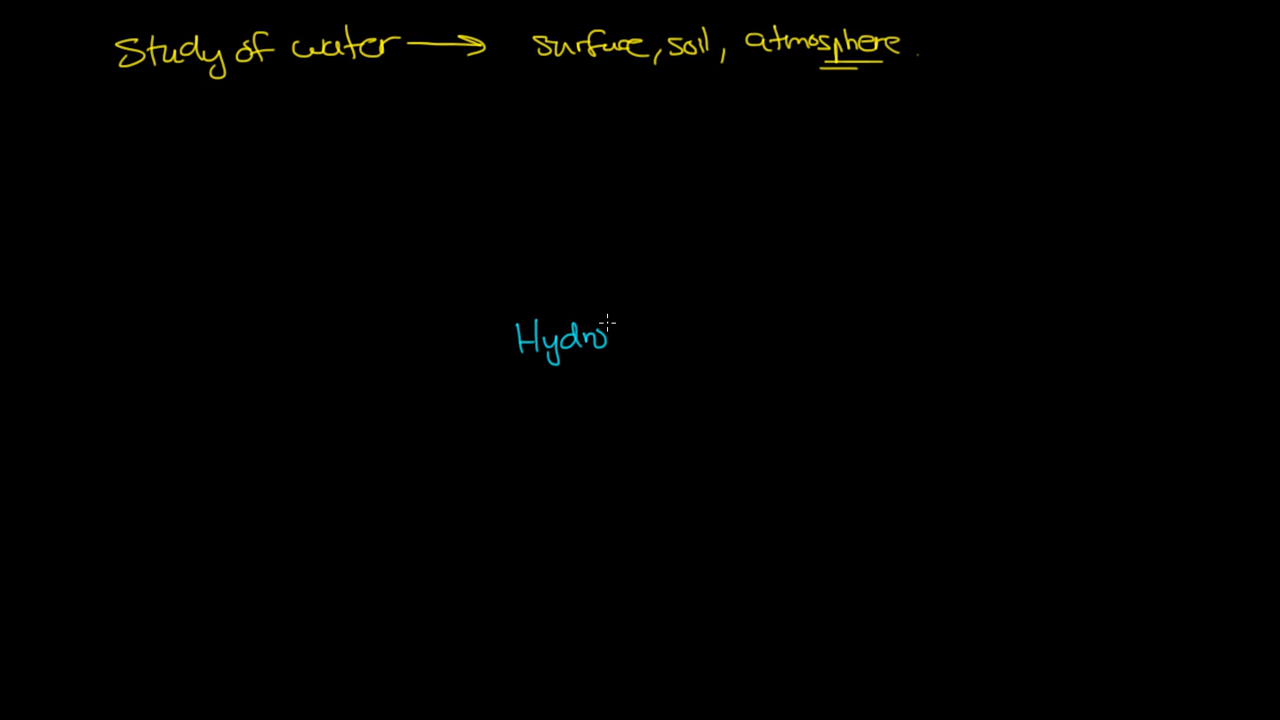 Study of water → surface, soil, atmosphere.
Hydro